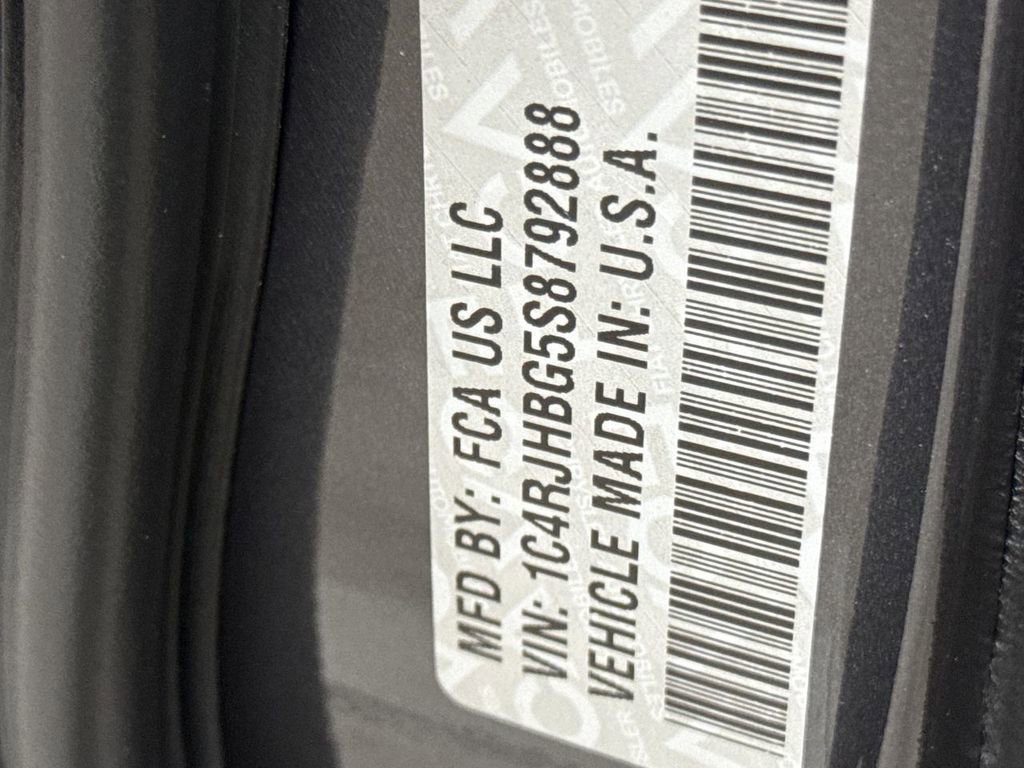 MFD BY: FCA US LLC
VIN: 1C4RJHBG5S8792888
VEHICLE MADE IN: U.S.A.